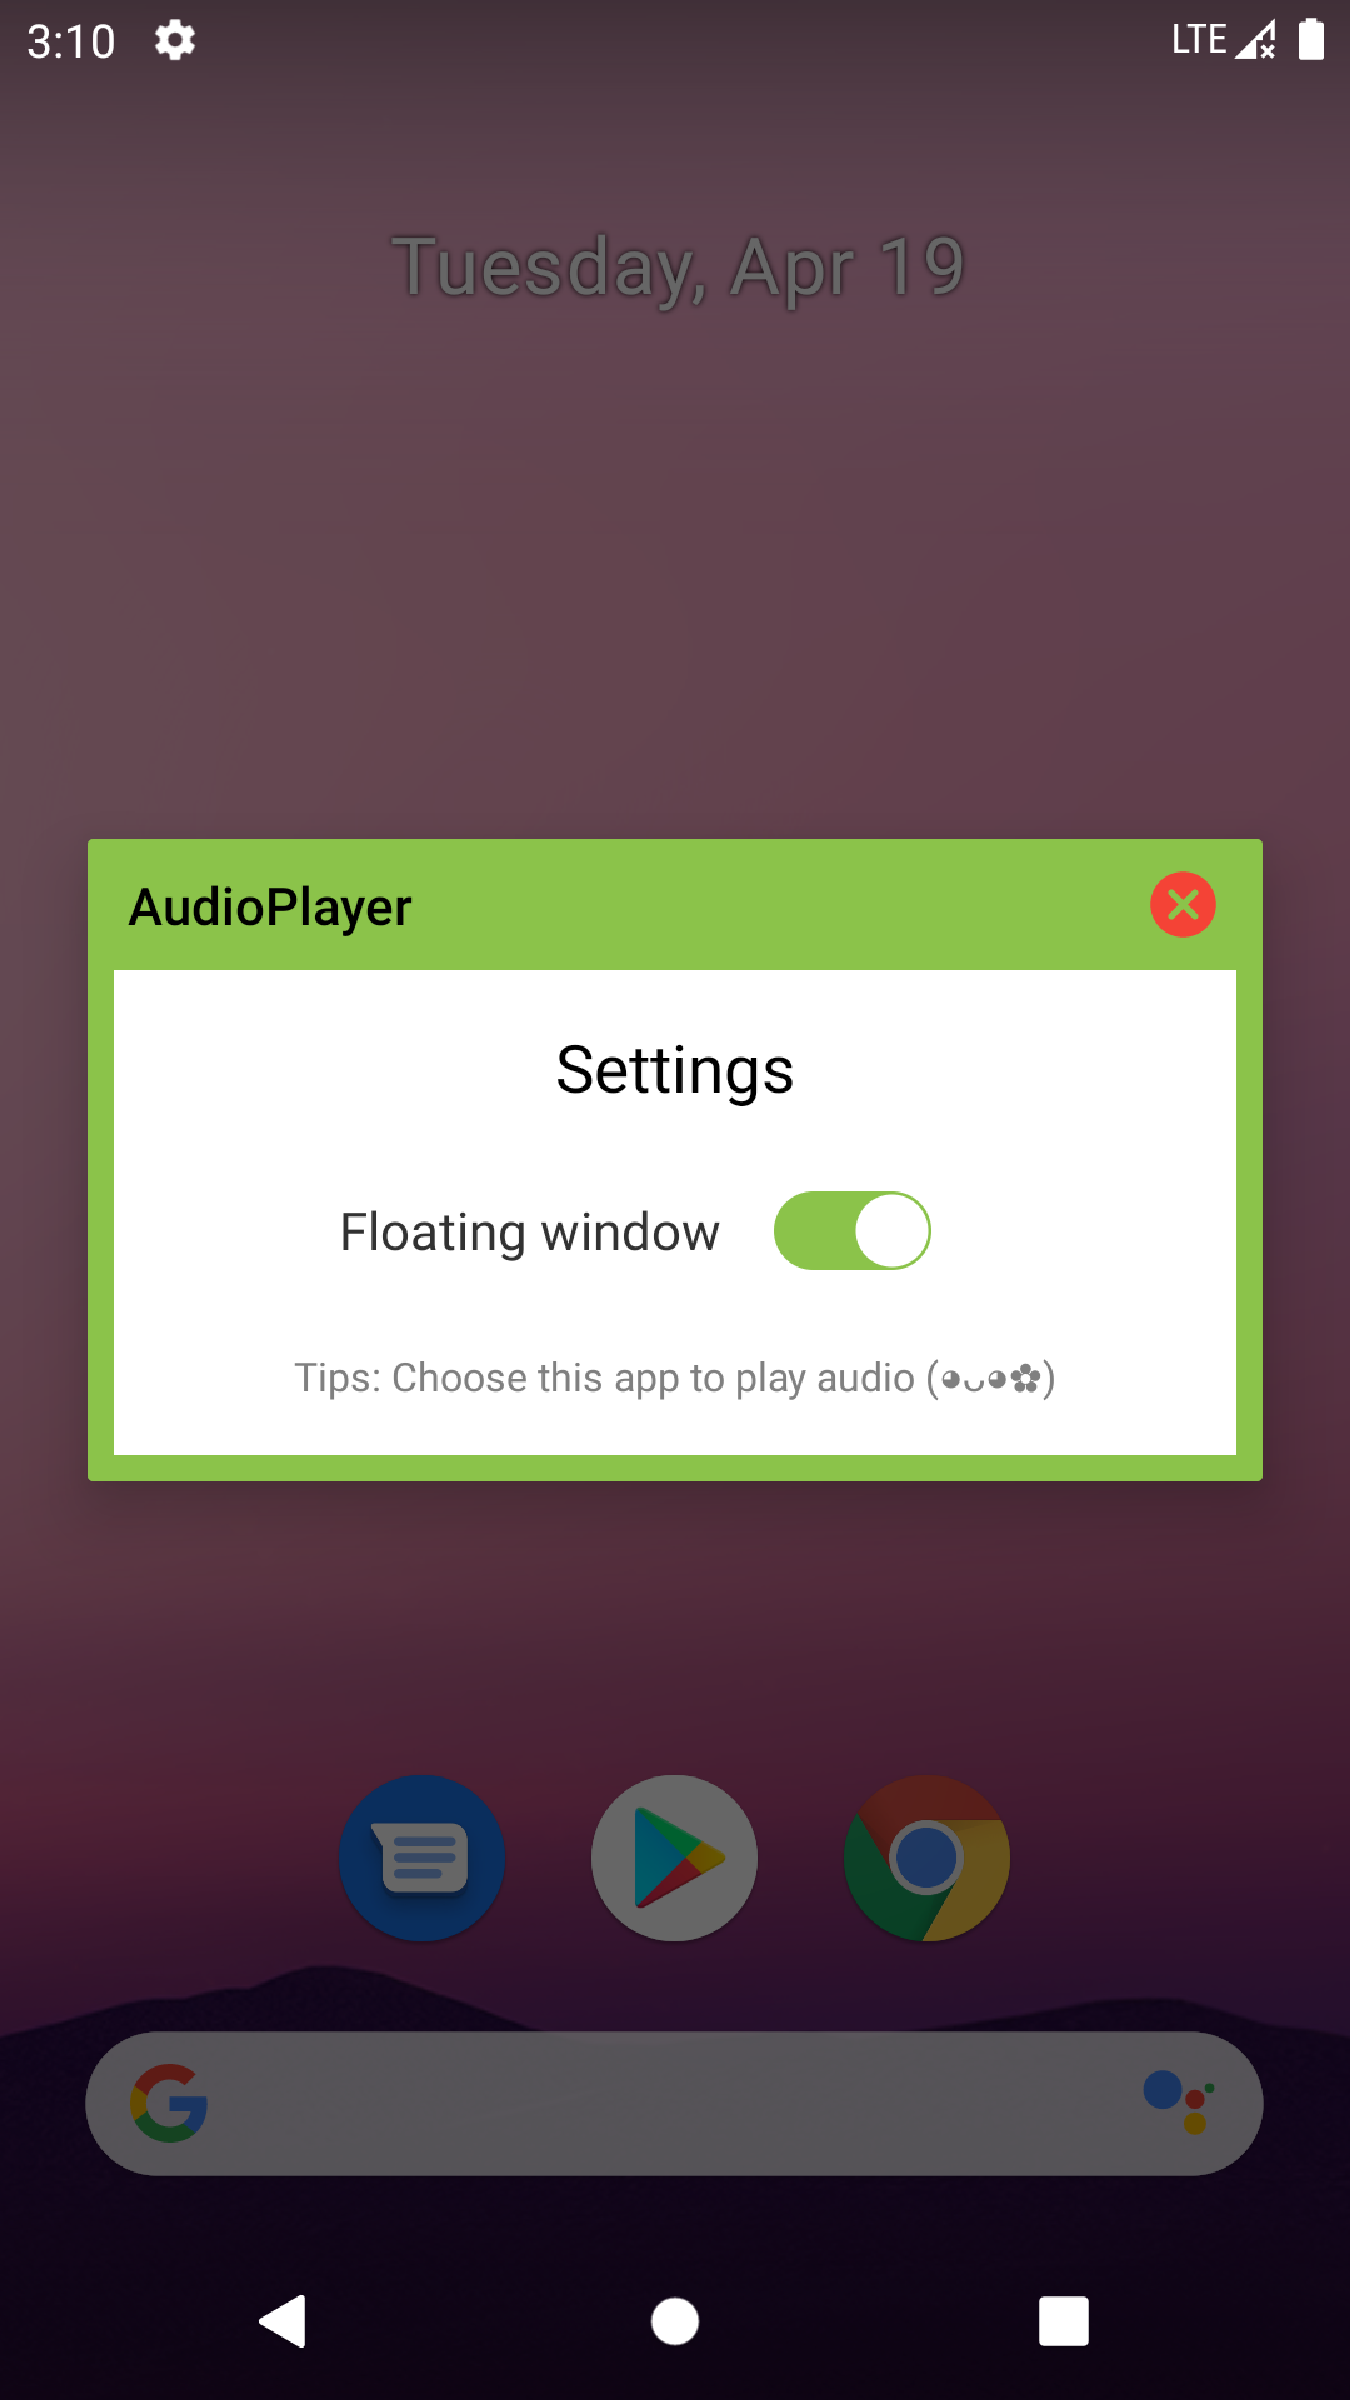 3:10
LTE
Tuesday, Apr 19
AudioPlayer
Settings
Floating window
Tips: Choose this app to play audio (◕ᴗ◕✿)